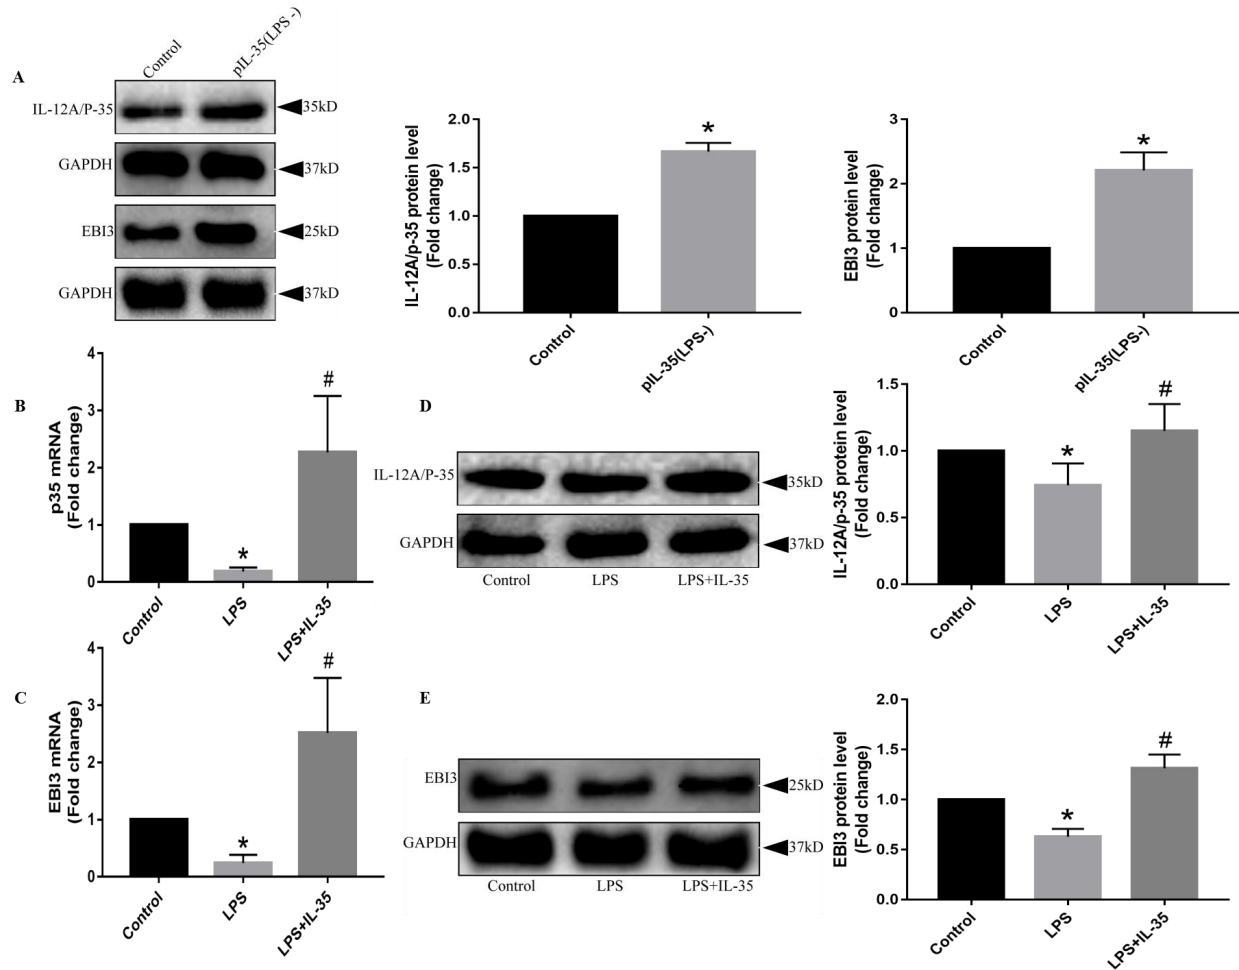 A
Control
pIL-35(LPS -)
IL-12A/P-35
35kD
GAPDH
37kD
EBI3
25kD
GAPDH
37kD
IL-12A/p-35 protein level
(Fold change)
2.0
1.5
1.0
0.5
0.0
*
Control
pIL-35(LPS-)
EBI3 protein level
(Fold change)
3
2
1
0
*
Control
pIL-35(LPS-)
B
p35 mRNA
(Fold change)
4
3
2
1
0
*
#
Control
LPS
LPS+IL-35
D
IL-12A/P-35
35kD
GAPDH
37kD
Control
LPS
LPS+IL-35
IL-12A/p-35 protein level
(Fold change)
1.5
1.0
0.5
0.0
*
#
Control
LPS
LPS+IL-35
C
EBI3 mRNA
(Fold change)
4
3
2
1
0
*
#
Control
LPS
LPS+IL-35
E
EBI3
25kD
GAPDH
37kD
Control
LPS
LPS+IL-35
EBI3 protein level
(Fold change)
2.0
1.5
1.0
0.5
0.0
*
#
Control
LPS
LPS+IL-35